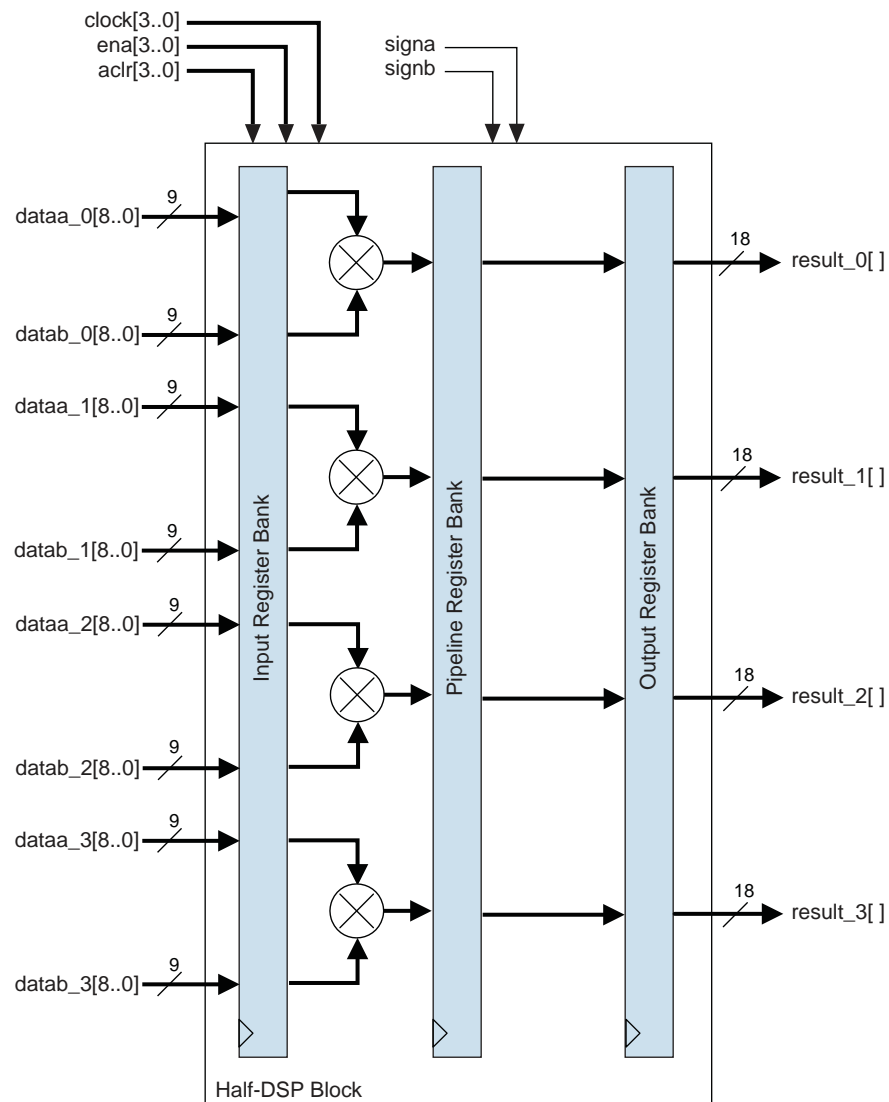 clock[3..0]
ena[3..0]
aclr[3..0]
signa
signb
dataa_0[8..0]
9
datab_0[8..0]
9
dataa_1[8..0]
9
datab_1[8..0]
9
dataa_2[8..0]
9
datab_2[8..0]
9
dataa_3[8..0]
9
datab_3[8..0]
9
Input Register Bank
Pipeline Register Bank
Output Register Bank
18
result_0[ ]
18
result_1[ ]
18
result_2[ ]
18
result_3[ ]
Half-DSP Block